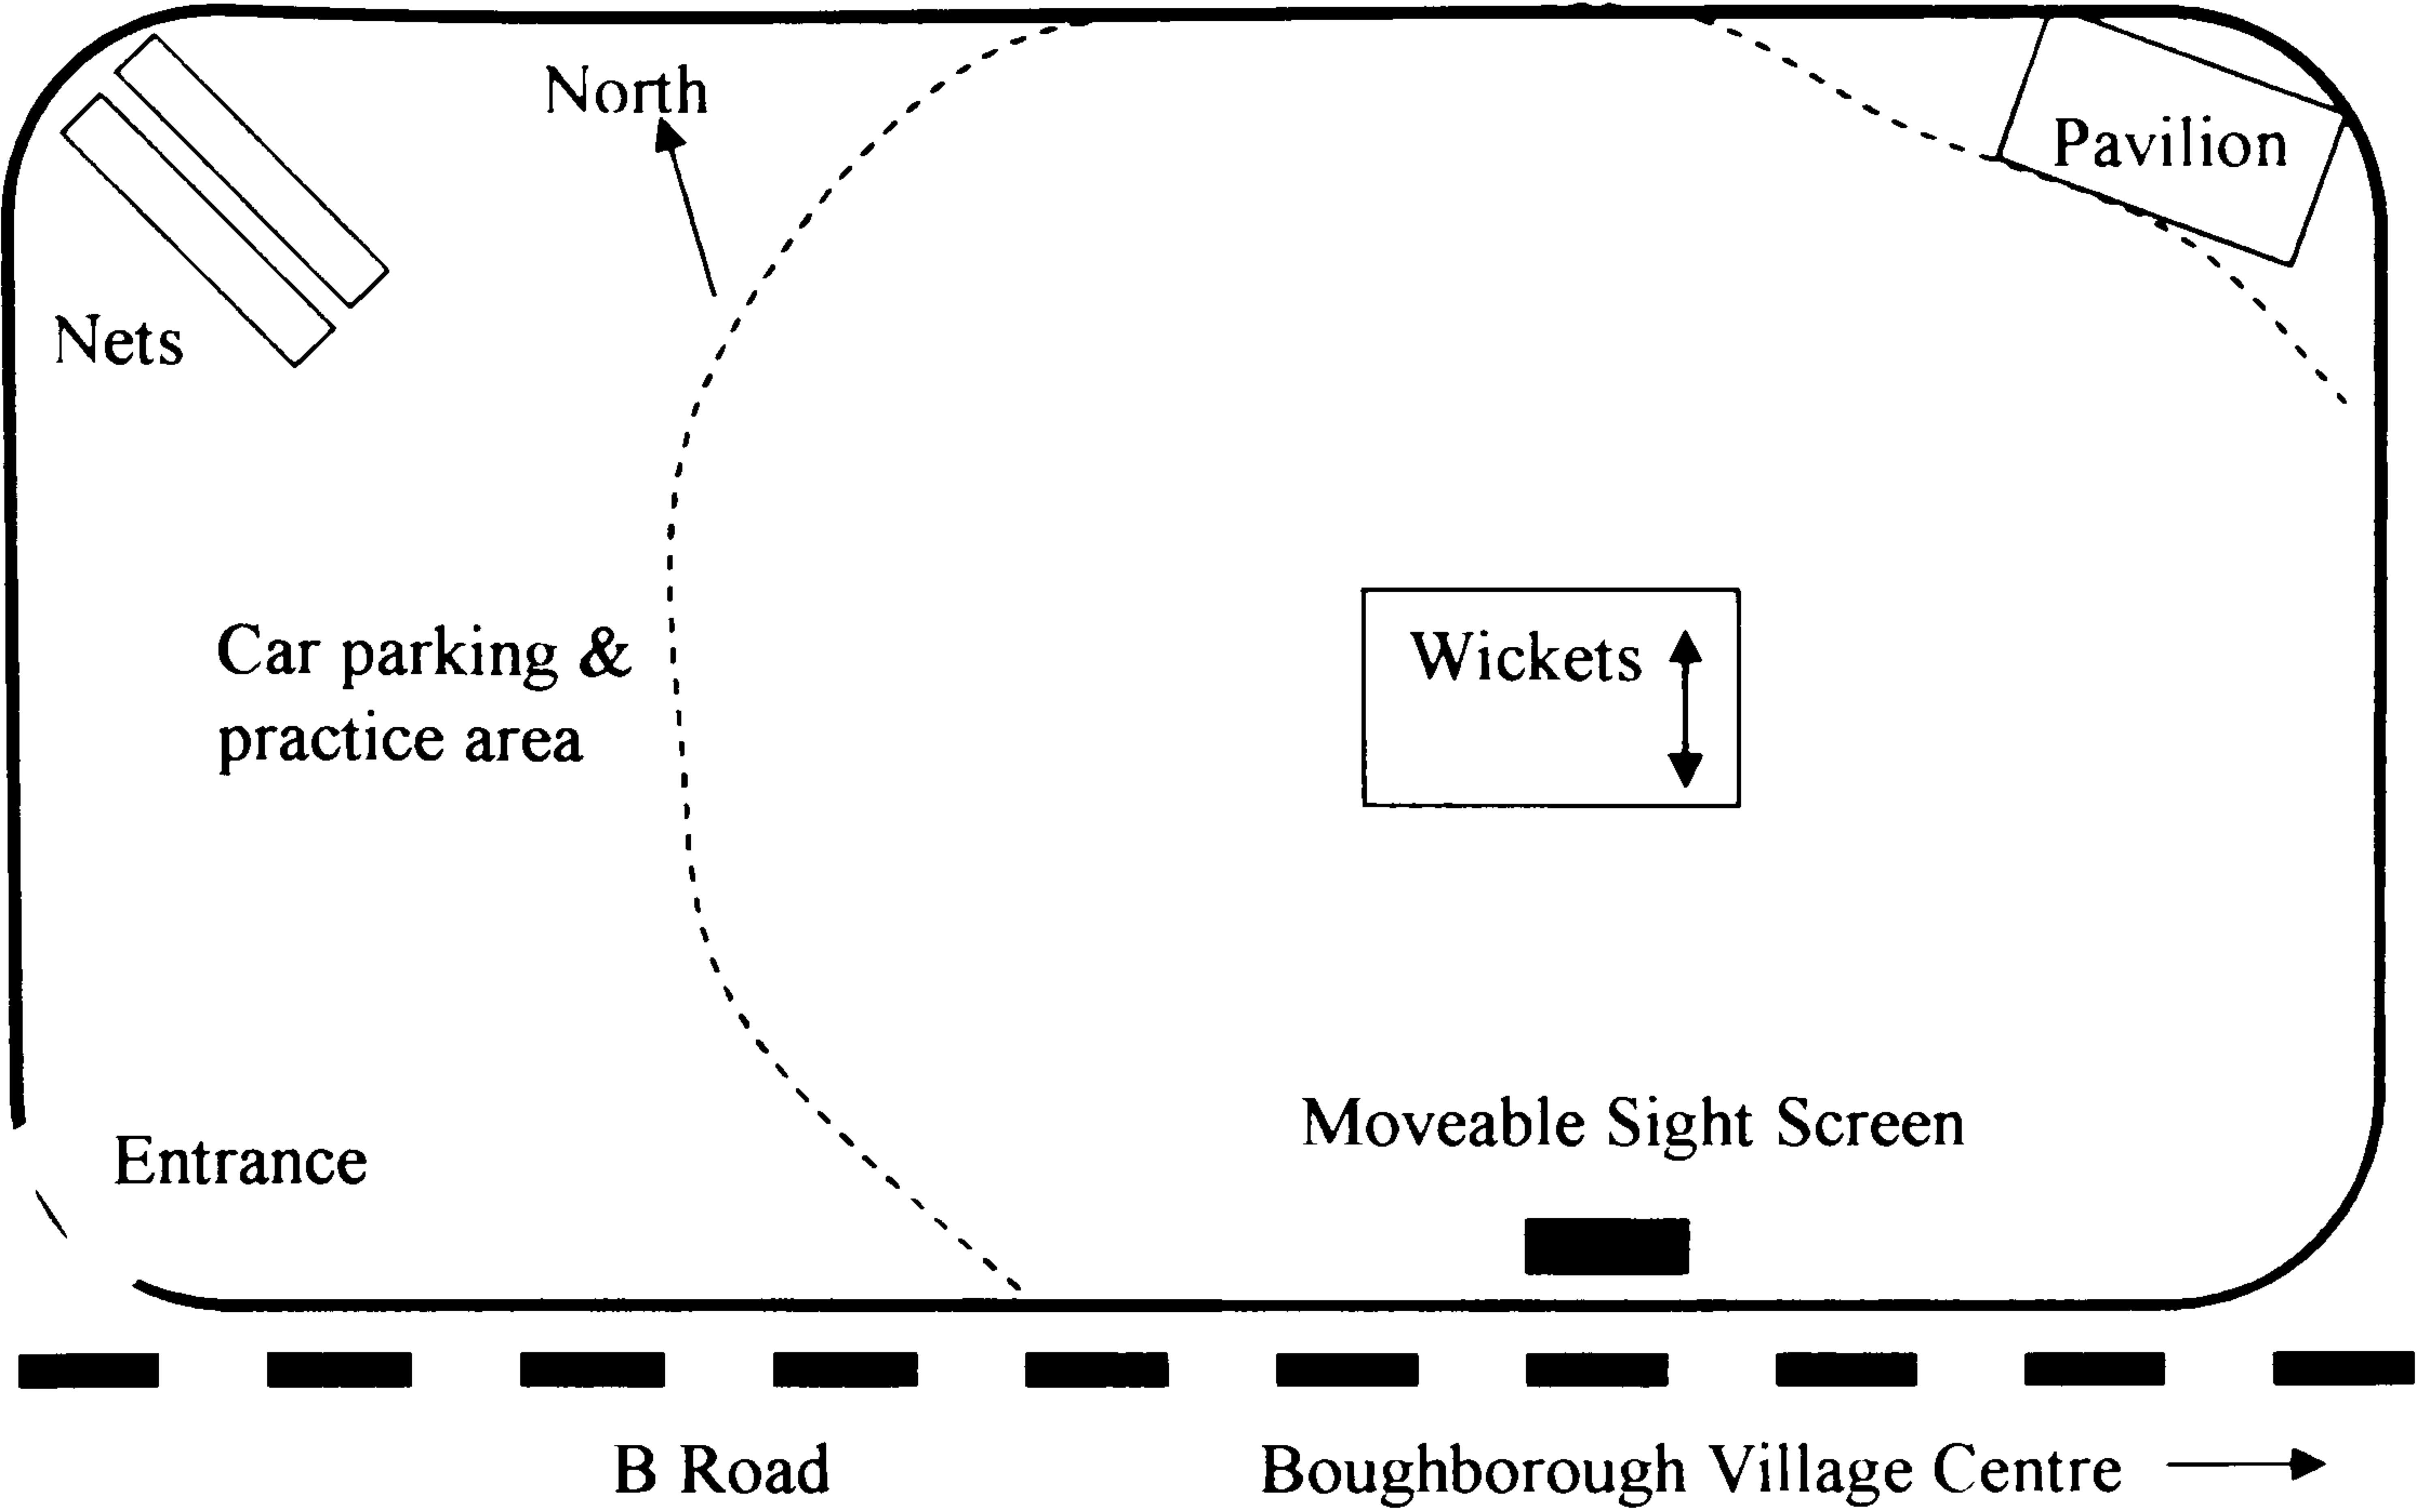 North
Pavilion
Nets
Car parking &
practice area
Wickets
Moveable Sight Screen
Entrance
B Road
Boughborough Village Centre